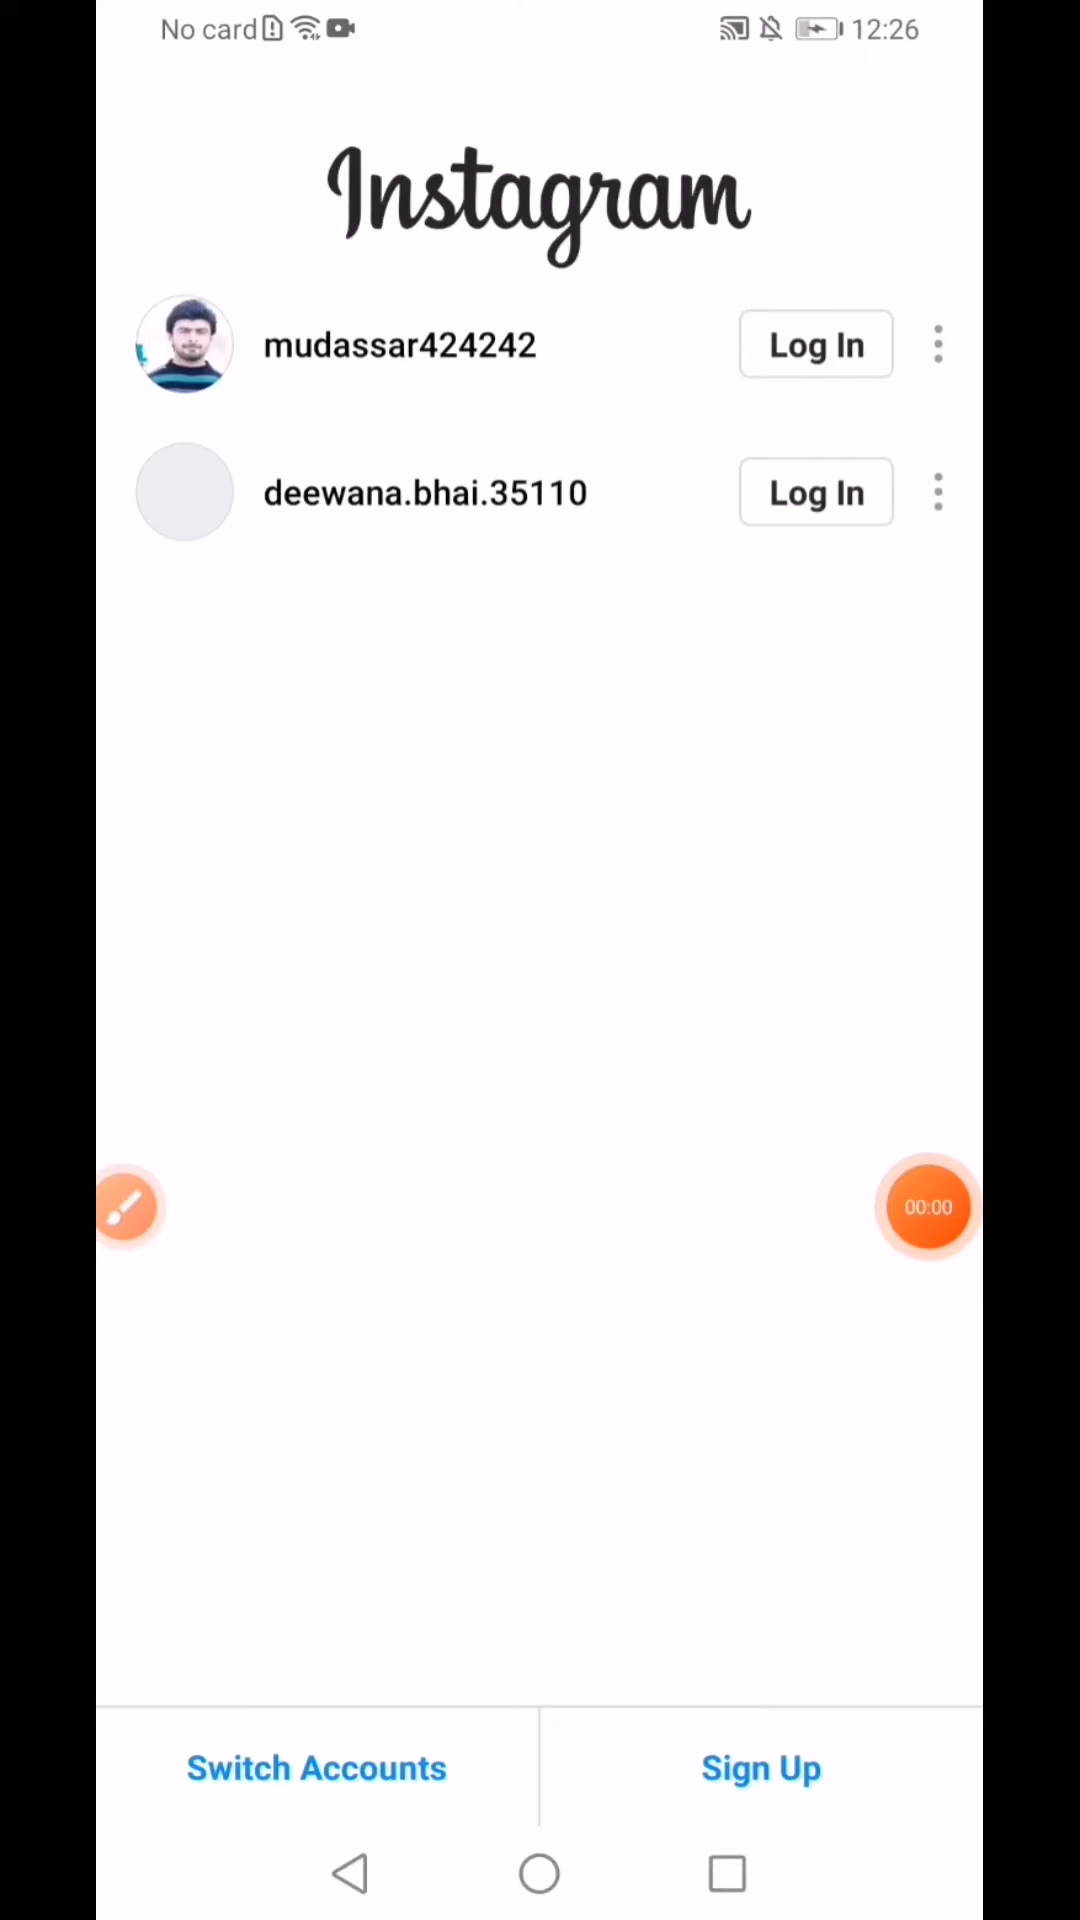 No card 12:26
Instagram
mudassar424242 Log In
deewana.bhai.35110 Log In
00:00
Switch Accounts Sign Up